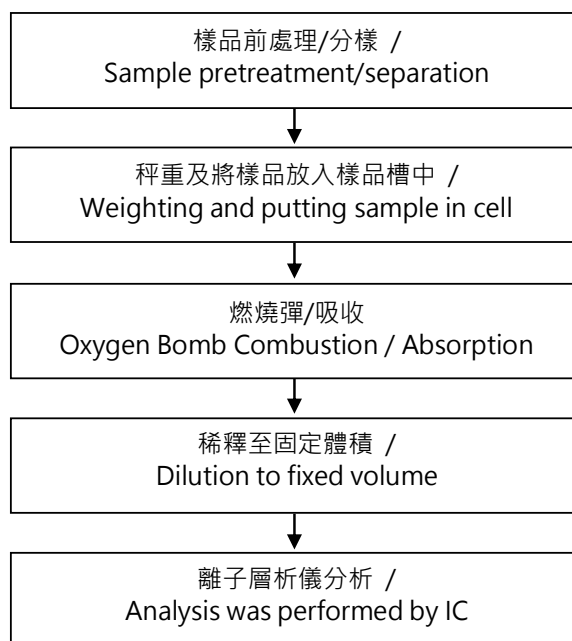 樣品前處理/分樣 /
Sample pretreatment/separation
秤重及將樣品放入樣品槽中 /
Weighting and putting sample in cell
燃燒彈/吸收
Oxygen Bomb Combustion / Absorption
稀釋至固定體積 /
Dilution to fixed volume
離子層析儀分析 /
Analysis was performed by IC